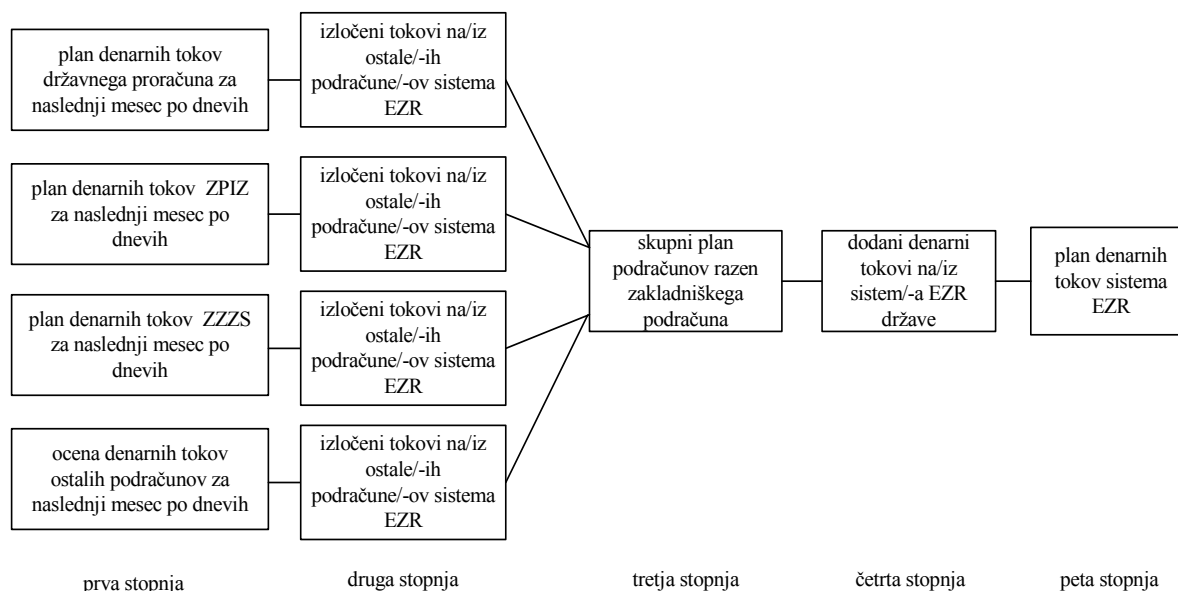 plan denarnih tokov
državnega proračuna za
naslednji mesec po dnevih
izločeni tokovi na/iz
ostale/-ih
podračune/-ov sistema
EZR
plan denarnih tokov ZPIZ
za naslednji mesec po
dnevih
izločeni tokovi na/iz
ostale/-ih
podračune/-ov sistema
EZR
plan denarnih tokov ZZZS
za naslednji mesec po
dnevih
izločeni tokovi na/iz
ostale/-ih
podračune/-ov sistema
EZR
ocena denarnih tokov
ostalih podračunov za
naslednji mesec po dnevih
izločeni tokovi na/iz
ostale/-ih
podračune/-ov sistema
EZR
skupni plan
podračunov razen
zakladniškega
podračuna
dodani denarni
tokovi na/iz
sistem/-a EZR
države
plan denarnih
tokov sistema
EZR
prva stopnja
druga stopnja
tretja stopnja
četrta stopnja
peta stopnja